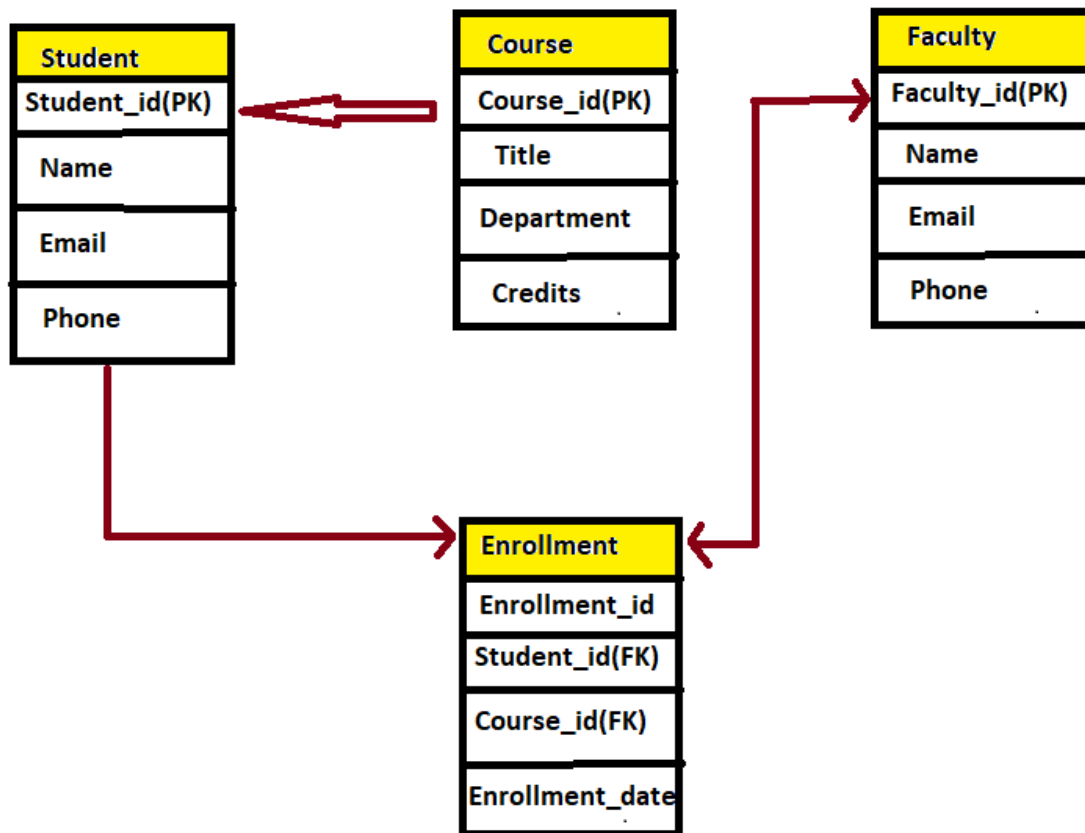 Student
Student_id(PK)
Name
Email
Phone
Course
Course_id(PK)
Title
Department
Credits
Faculty
Faculty_id(PK)
Name
Email
Phone
Enrollment
Enrollment_id
Student_id(FK)
Course_id(FK)
Enrollment_date